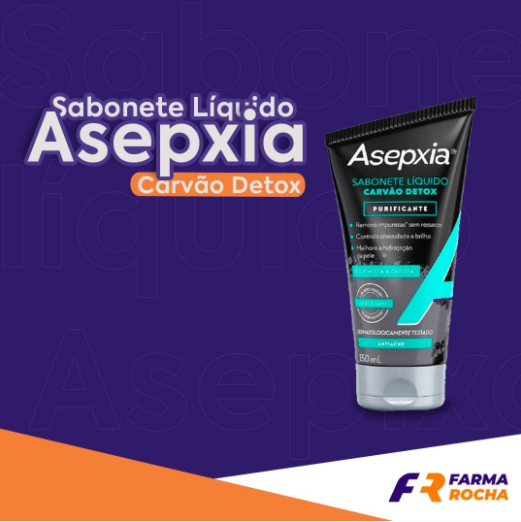 Sabonete Líquido
Asepxia
Carvão Detox
Asepxia®
SABONETE LÍQUIDO
CARVÃO DETOX
PURIFICANTE
Remove impurezas* sem ressecar
Controla oleosidade e brilho
Melhora a hidratação
da pele
DERMATOLOGICAMENTE TESTADO
ANTIACNE
150 mL
FARMA
ROCHA